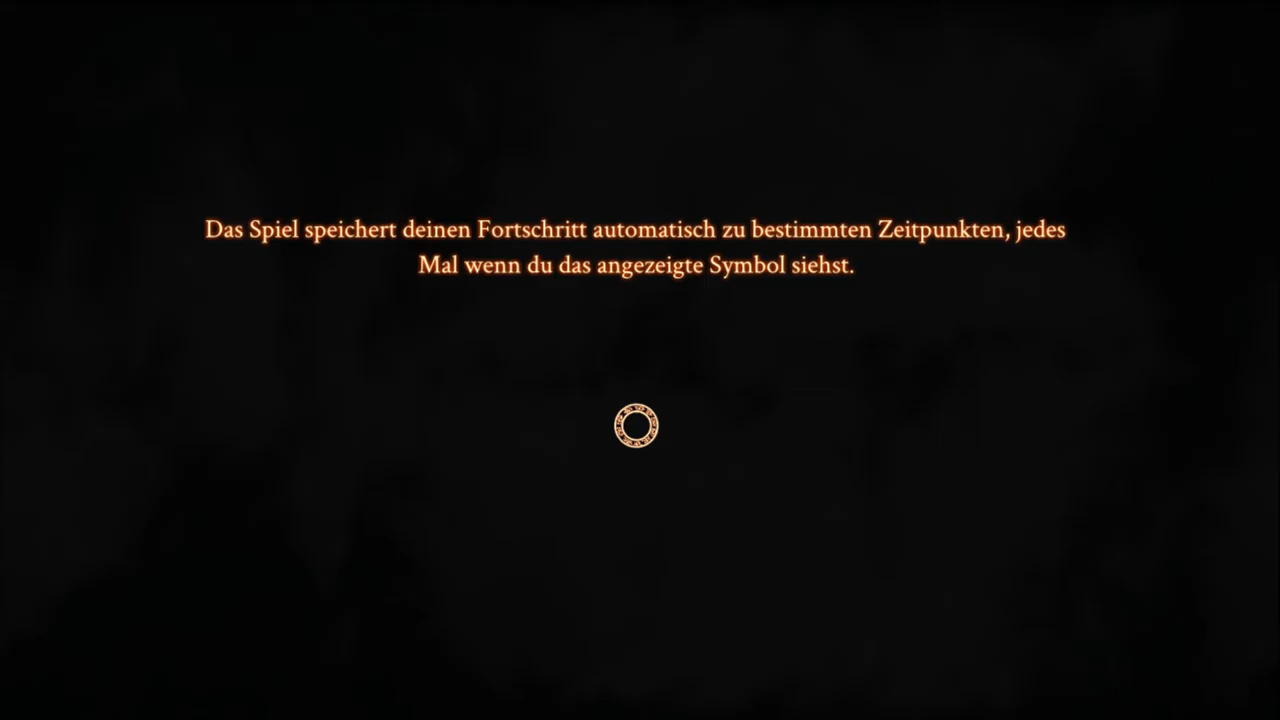 Das Spiel speichert deinen Fortschritt automatisch zu bestimmten Zeitpunkten, jedes
Mal wenn du das angezeigte Symbol siehst.